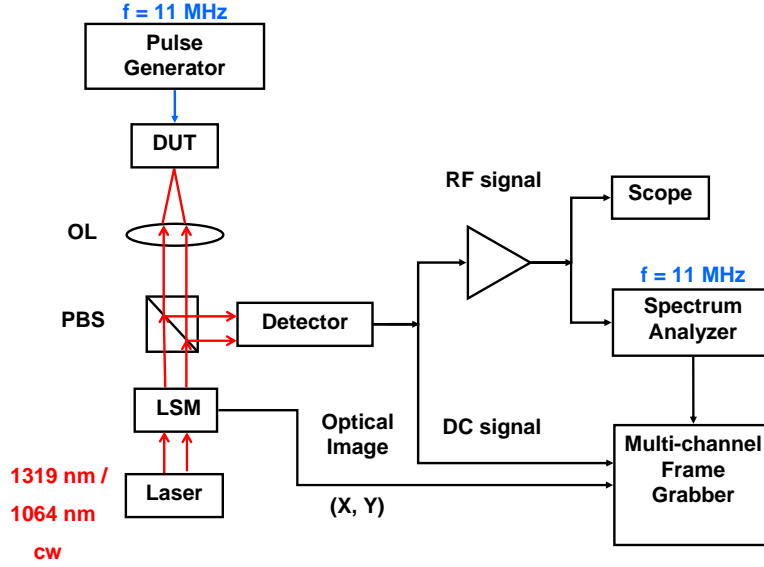 f = 11 MHz
Pulse
Generator
DUT
RF signal
Scope
OL
f = 11 MHz
PBS
Detector
Spectrum
Analyzer
LSM
Optical
Image
DC signal
Multi-channel
Frame
Grabber
1319 nm /
1064 nm
cw
Laser
(X, Y)